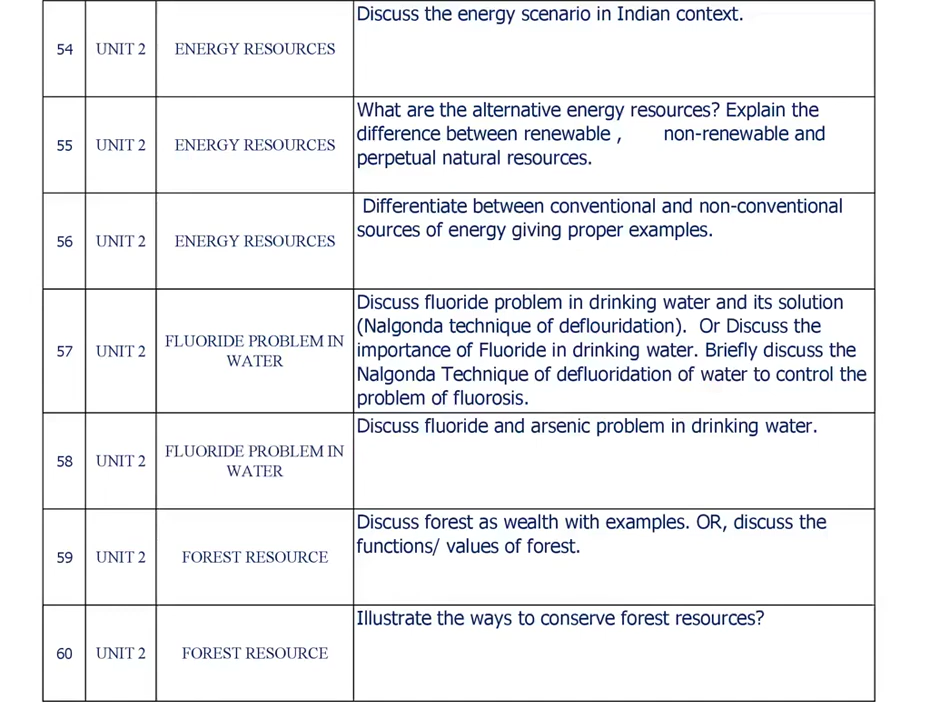 Discuss the energy scenario in Indian context.
54 UNIT 2 ENERGY RESOURCES
What are the alternative energy resources? Explain the
difference between renewable , non-renewable and
perpetual natural resources.
55 UNIT 2 ENERGY RESOURCES
Differentiate between conventional and non-conventional
sources of energy giving proper examples.
56 UNIT 2 ENERGY RESOURCES
Discuss fluoride problem in drinking water and its solution
(Nalgonda technique of deflouridation). Or Discuss the
importance of Fluoride in drinking water. Briefly discuss the
Nalgonda Technique of defluoridation of water to control the
problem of fluorosis.
57 UNIT 2 FLUORIDE PROBLEM IN
WATER
Discuss fluoride and arsenic problem in drinking water.
58 UNIT 2 FLUORIDE PROBLEM IN
WATER
Discuss forest as wealth with examples. OR, discuss the
functions/ values of forest.
59 UNIT 2 FOREST RESOURCE
Illustrate the ways to conserve forest resources?
60 UNIT 2 FOREST RESOURCE